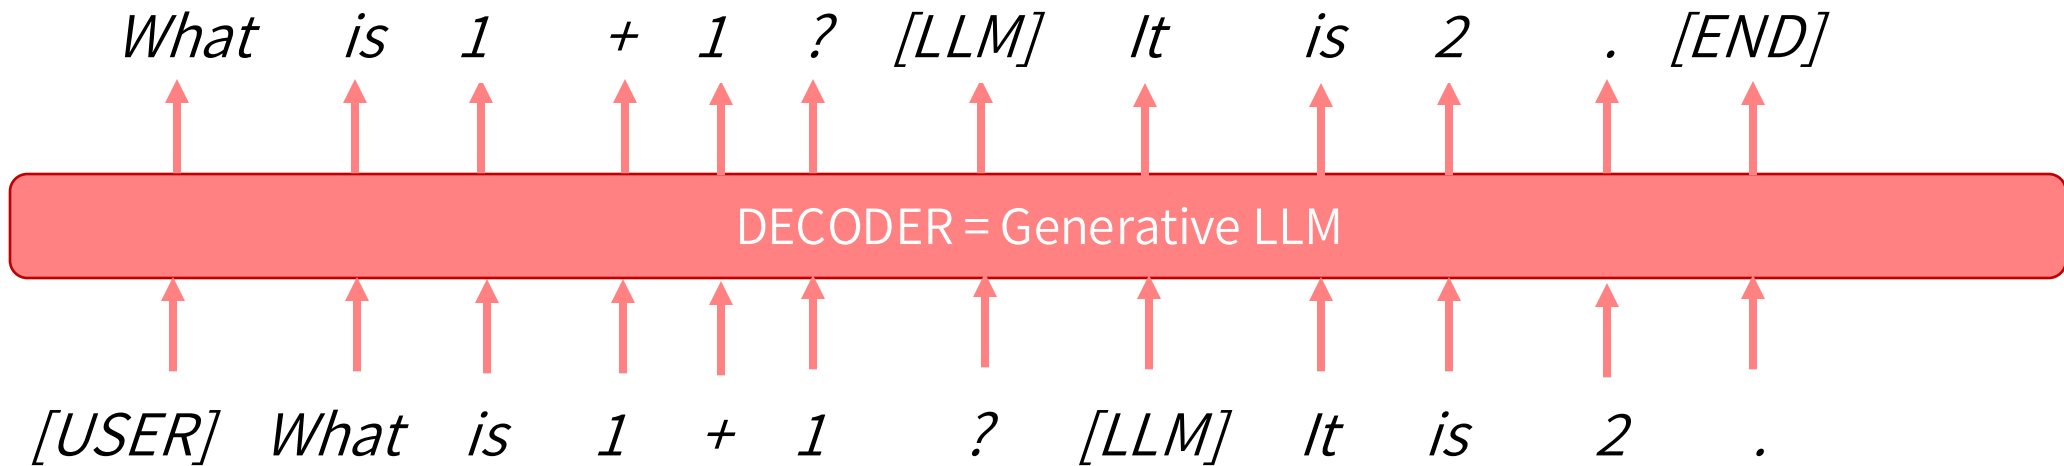 What is 1 + 1 ? [LLM] It is 2 . [END]
DECODER = Generative LLM
[USER] What is 1 + 1 ? [LLM] It is 2 .